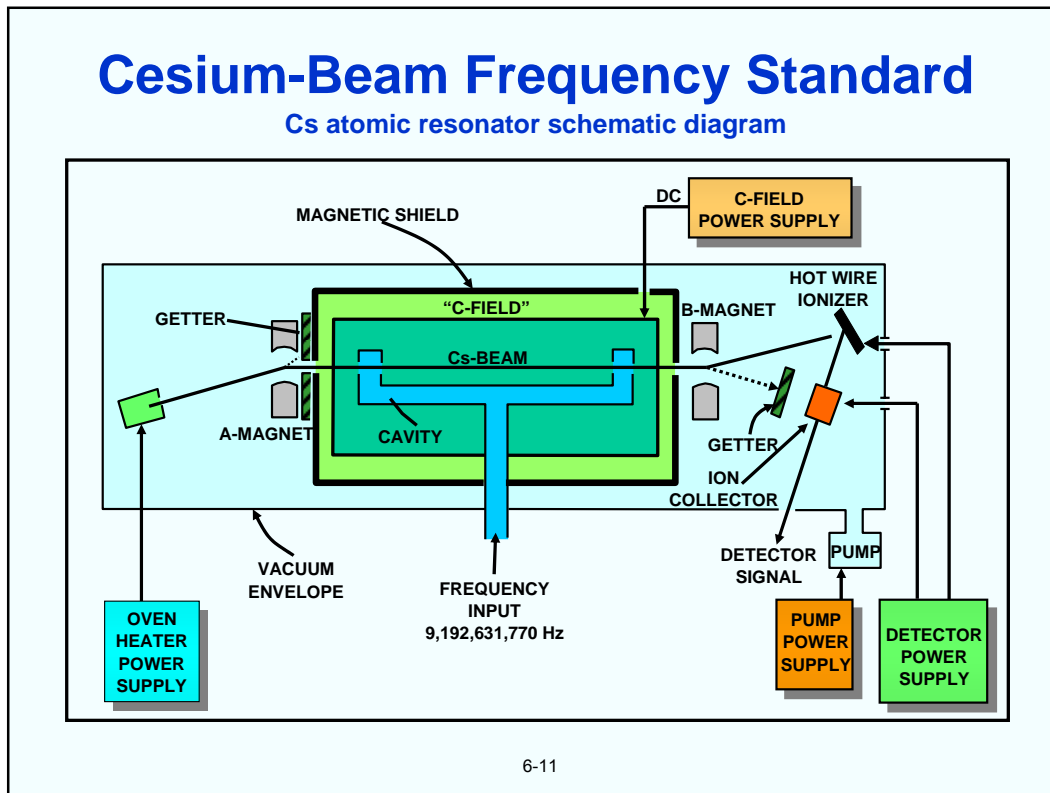 Cesium-Beam Frequency Standard
Cs atomic resonator schematic diagram
DC
C-FIELD
POWER SUPPLY
MAGNETIC SHIELD
HOT WIRE
IONIZER
GETTER
“C-FIELD”
B-MAGNET
Cs-BEAM
A-MAGNET
CAVITY
GETTER
ION
COLLECTOR
VACUUM
ENVELOPE
FREQUENCY
INPUT
9,192,631,770 Hz
DETECTOR
SIGNAL
PUMP
OVEN
HEATER
POWER
SUPPLY
PUMP
POWER
SUPPLY
DETECTOR
POWER
SUPPLY
6-11